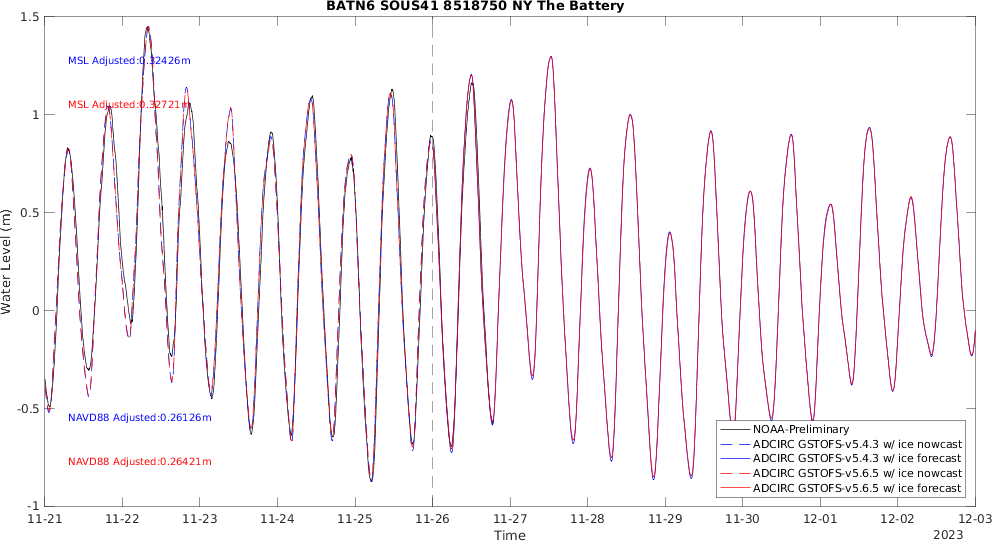 BATN6 SOUS41 8518750 NY The Battery
1.5
1
0.5
0
-0.5
-1
Water Level (m)
MSL Adjusted:0.32426m
MSL Adjusted:0.32721m
NAVD88 Adjusted:0.26126m
NAVD88 Adjusted:0.26421m
NOAA-Preliminary
ADCIRC GSTOFS-v5.4.3 w/ ice nowcast
ADCIRC GSTOFS-v5.4.3 w/ ice forecast
ADCIRC GSTOFS-v5.6.5 w/ ice nowcast
ADCIRC GSTOFS-v5.6.5 w/ ice forecast
11-21 11-22 11-23 11-24 11-25 11-26 11-27 11-28 11-29 11-30 12-01 12-02 12-03
Time
2023